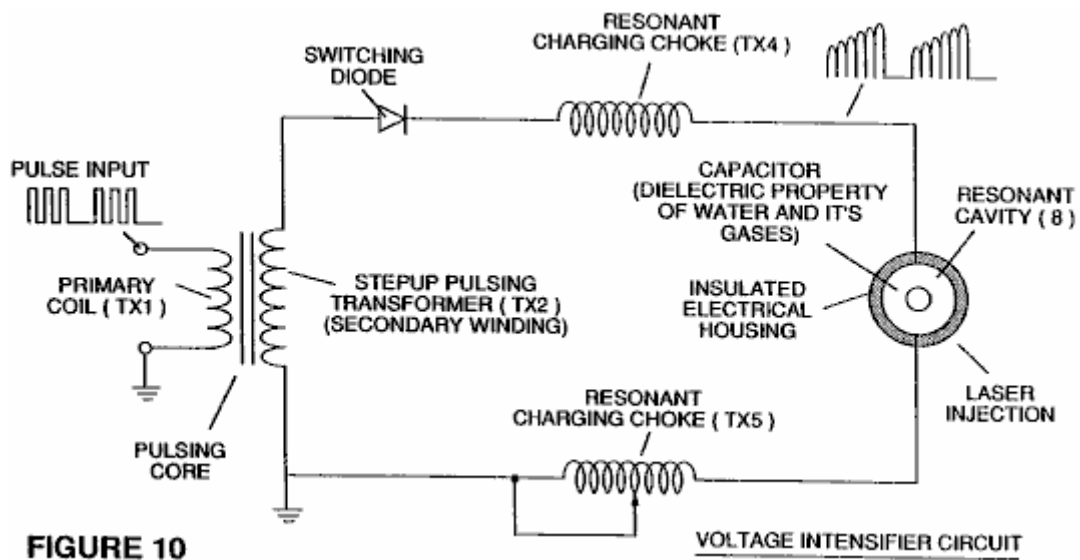 RESONANT
CHARGING CHOKE (TX4)
SWITCHING
DIODE
PULSE INPUT
CAPACITOR
(DIELECTRIC PROPERTY
OF WATER AND IT'S
GASES)
RESONANT
CAVITY ( 8 )
PRIMARY
COIL ( TX1 )
STEPUP PULSING
TRANSFORMER ( TX2 )
(SECONDARY WINDING)
INSULATED
ELECTRICAL
HOUSING
RESONANT
CHARGING CHOKE ( TX5 )
LASER
INJECTION
PULSING
CORE
FIGURE 10
VOLTAGE INTENSIFIER CIRCUIT